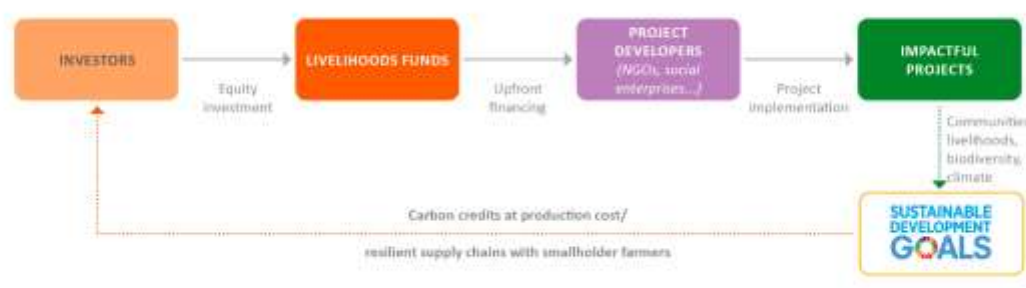 INVESTORS
Equity
investment
LIVELIHOODS FUNDS
Upfront
financing
PROJECT
DEVELOPERS
(NGOs, social
enterprises...)
Project
implementation
IMPACTFUL
PROJECTS
Communitie
livelihoods,
biodiversity,
climate
SUSTAINABLE
DEVELOPMENT
GOALS
Carbon credits at production cost/
resilient supply chains with smallholder farmers